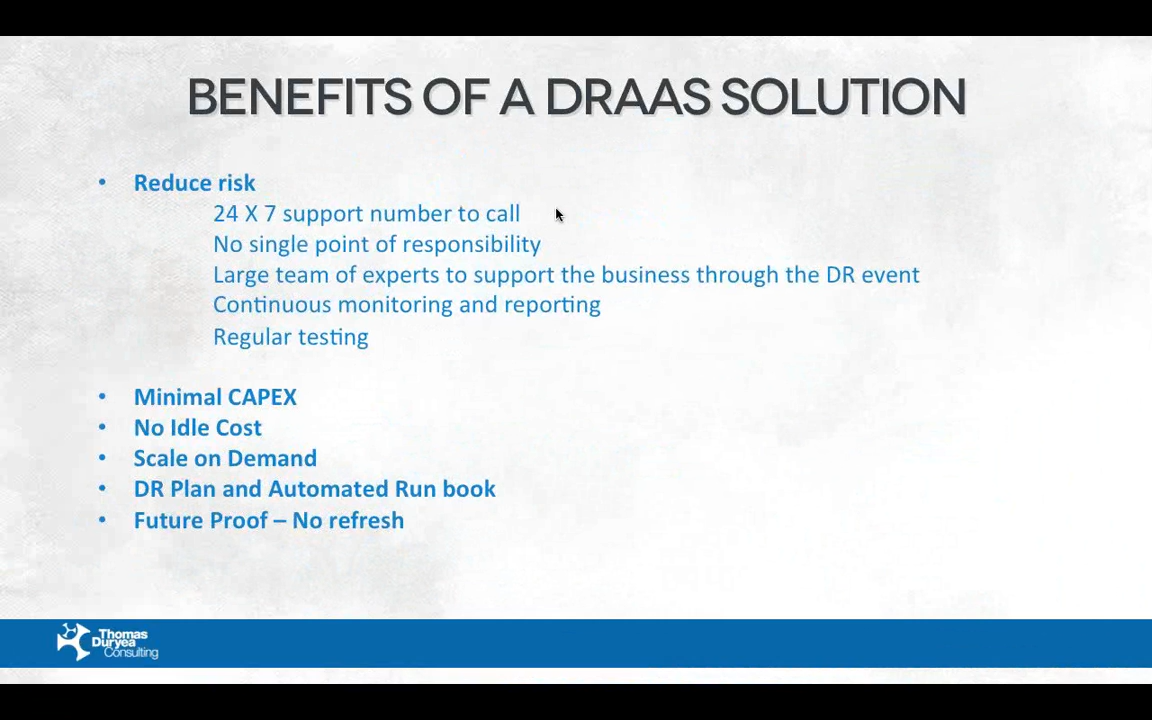 BENEFITS OF A DRAAS SOLUTION
• Reduce risk
24 X 7 support number to call
No single point of responsibility
Large team of experts to support the business through the DR event
Continuous monitoring and reporting
Regular testing
• Minimal CAPEX
• No Idle Cost
• Scale on Demand
• DR Plan and Automated Run book
• Future Proof – No refresh
Thomas
Duryea
Consulting